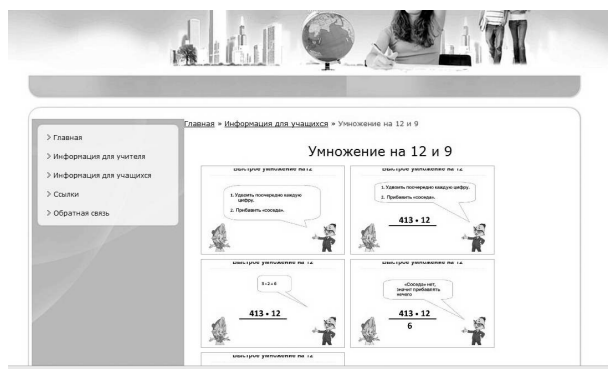 Главная » Информация для учащихся » Умножение на 12 и 9
> Главная
> Информация для учителя
> Информация для учащихся
> Ссылки
> Обратная связь
Умножение на 12 и 9
Быстрое умножение на 12
1. Удвоить поочередно каждую
цифру.
2. Прибавить «соседа».
Быстрое умножение на 12
1. Удвоить поочередно каждую цифру.
2. Прибавить «соседа».
413 • 12
Быстрое умножение на 12
3 • 2 = 6
413 • 12
Быстрое умножение на 12
«Соседа» нет,
значит прибавлять
нечего
413 • 12
6
Быстрое умножение на 12